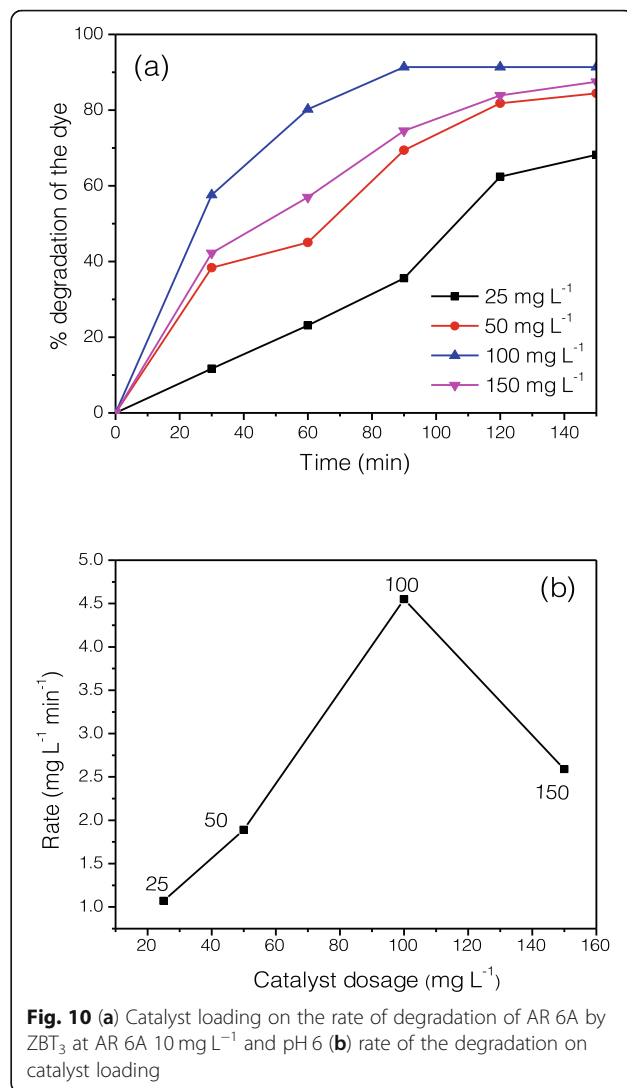 (a)
100
80
60
40
20
0
% degradation of the dye
25 mg L⁻¹
50 mg L⁻¹
100 mg L⁻¹
150 mg L⁻¹
0 20 40 60 80 100 120 140
Time (min)
(b)
5.0
4.5
4.0
3.5
3.0
2.5
2.0
1.5
1.0
Rate (mg L⁻¹ min⁻¹)
100
150
50
25
20 40 60 80 100 120 140 160
Catalyst dosage (mg L⁻¹)
Fig. 10 (a) Catalyst loading on the rate of degradation of AR 6A by
ZBT₃ at AR 6A 10 mg L⁻¹ and pH 6 (b) rate of the degradation on
catalyst loading